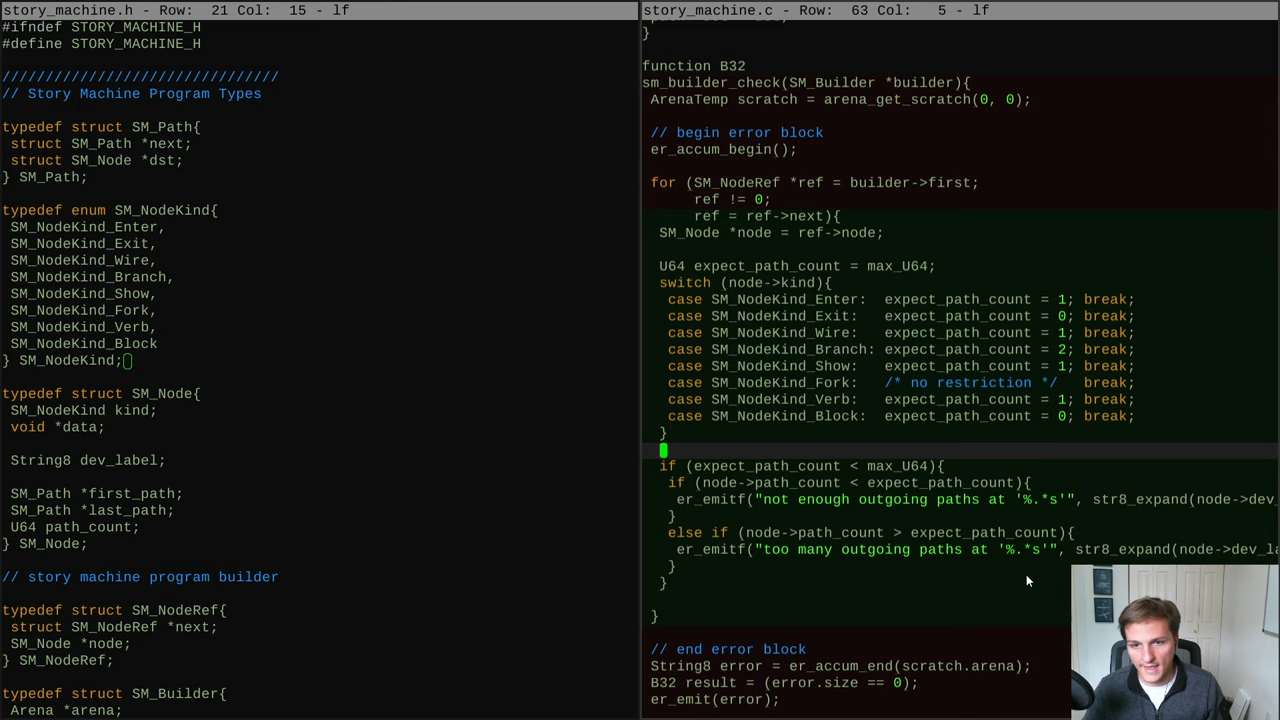 story_machine.h - Row:  21 Col:  15 - lf
#ifndef STORY_MACHINE_H
#define STORY_MACHINE_H
////////////////////////////////
// Story Machine Program Types
typedef struct SM_Path{
 struct SM_Path *next;
 struct SM_Node *dst;
} SM_Path;
typedef enum SM_NodeKind{
 SM_NodeKind_Enter,
 SM_NodeKind_Exit,
 SM_NodeKind_Wire,
 SM_NodeKind_Branch,
 SM_NodeKind_Show,
 SM_NodeKind_Fork,
 SM_NodeKind_Verb,
 SM_NodeKind_Block
} SM_NodeKind;
typedef struct SM_Node{
 SM_NodeKind kind;
 void *data;
 String8 dev_label;
 SM_Path *first_path;
 SM_Path *last_path;
 U64 path_count;
} SM_Node;
// story machine program builder
typedef struct SM_NodeRef{
 struct SM_NodeRef *next;
 SM_Node *node;
} SM_NodeRef;
typedef struct SM_Builder{
 Arena *arena;
story_machine.c - Row:  63 Col:   5 - lf
}
function B32
sm_builder_check(SM_Builder *builder){
 ArenaTemp scratch = arena_get_scratch(0, 0);
 // begin error block
 er_accum_begin();
 for (SM_NodeRef *ref = builder->first;
      ref != 0;
      ref = ref->next){
  SM_Node *node = ref->node;
  U64 expect_path_count = max_U64;
  switch (node->kind){
   case SM_NodeKind_Enter:  expect_path_count = 1; break;
   case SM_NodeKind_Exit:   expect_path_count = 0; break;
   case SM_NodeKind_Wire:   expect_path_count = 1; break;
   case SM_NodeKind_Branch: expect_path_count = 2; break;
   case SM_NodeKind_Show:   expect_path_count = 1; break;
   case SM_NodeKind_Fork:   /* no restriction */   break;
   case SM_NodeKind_Verb:   expect_path_count = 1; break;
   case SM_NodeKind_Block:  expect_path_count = 0; break;
  }
  if (expect_path_count < max_U64){
   if (node->path_count < expect_path_count){
    er_emitf("not enough outgoing paths at '%.*s'", str8_expand(node->dev_
   }
   else if (node->path_count > expect_path_count){
    er_emitf("too many outgoing paths at '%.*s'", str8_expand(node->dev_la
   }
  }
 }
 // end error block
 String8 error = er_accum_end(scratch.arena);
 B32 result = (error.size == 0);
 er_emit(error);